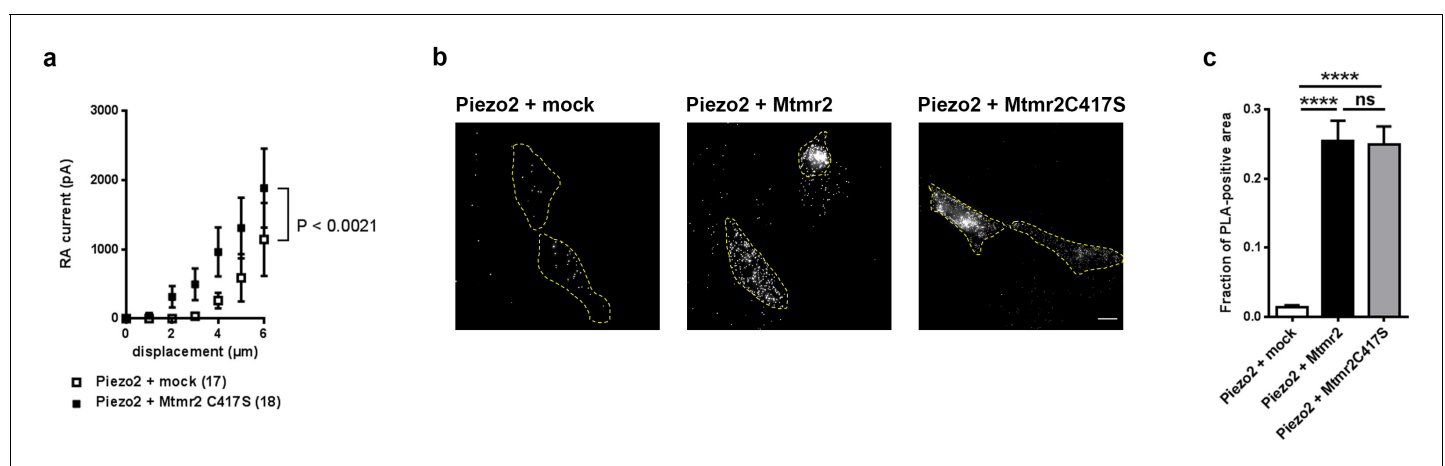 a
3000
2000
1000
0
RA current (pA)
0 2 4 6
displacement (µm)
P < 0.0021
Piezo2 + mock (17)
Piezo2 + Mtmr2 C417S (18)
b
Piezo2 + mock
Piezo2 + Mtmr2
Piezo2 + Mtmr2C417S
c
****
**** ns
0.3
0.2
0.1
0.0
Fraction of PLA-positive area
Piezo2 + mock
Piezo2 + Mtmr2
Piezo2 + Mtmr2C417S